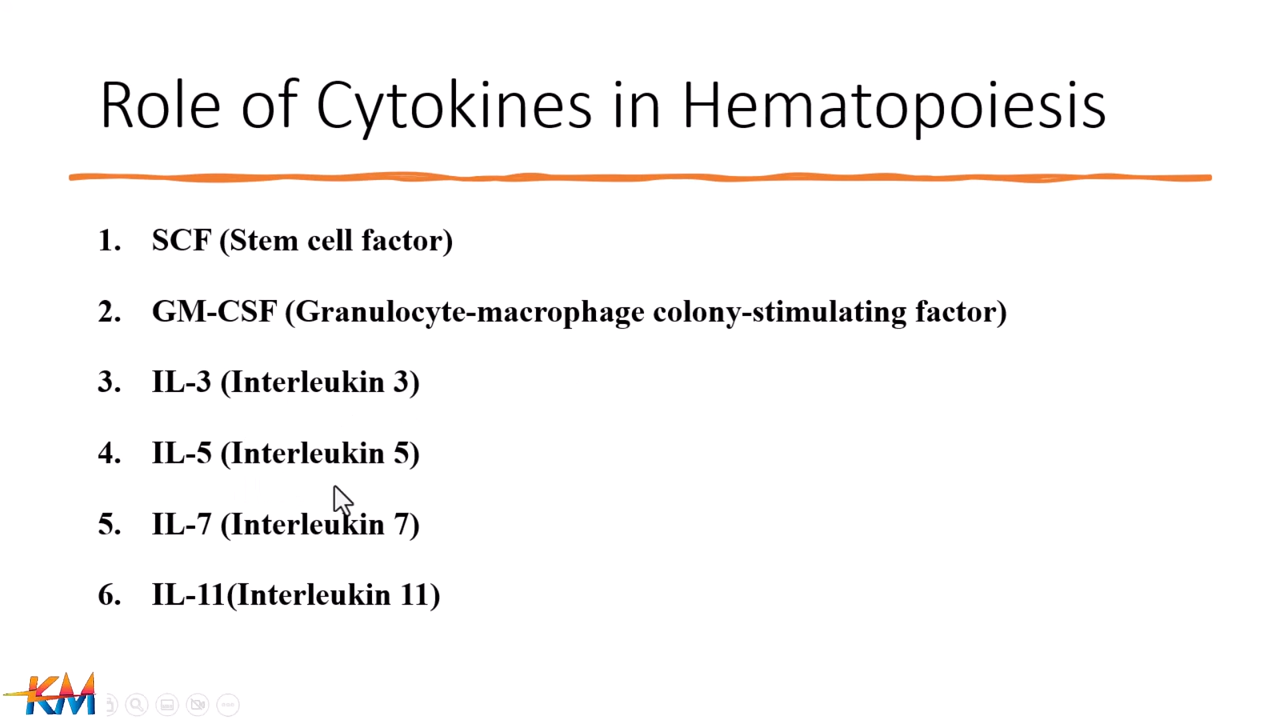 Role of Cytokines in Hematopoiesis
1. SCF (Stem cell factor)
2. GM-CSF (Granulocyte-macrophage colony-stimulating factor)
3. IL-3 (Interleukin 3)
4. IL-5 (Interleukin 5)
5. IL-7 (Interleukin 7)
6. IL-11(Interleukin 11)
KM